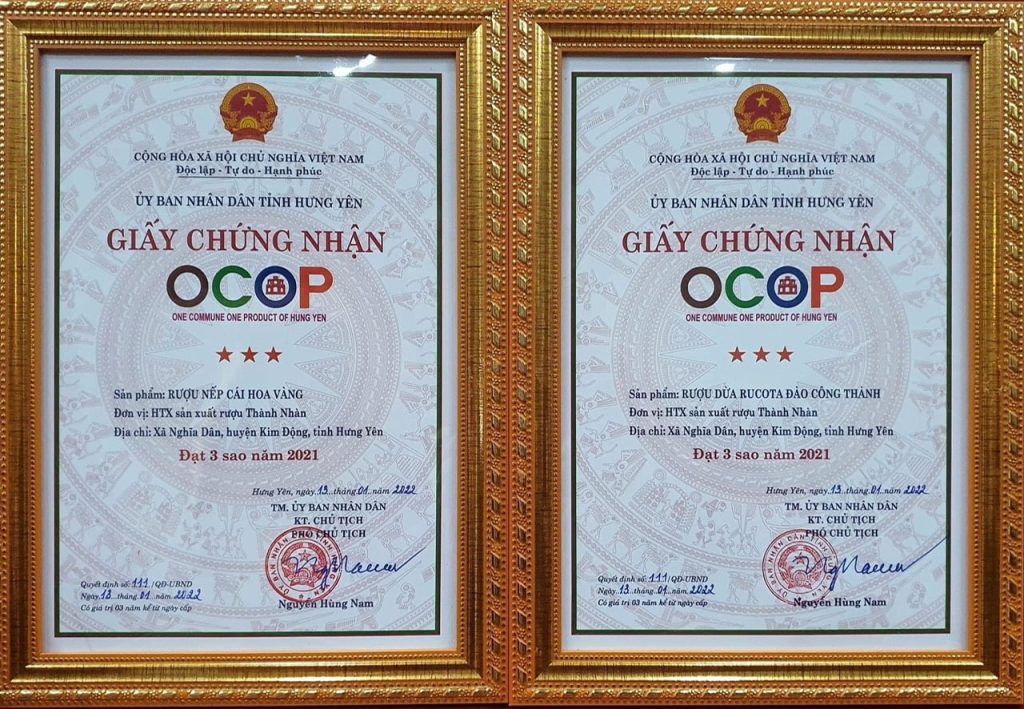 CỘNG HÒA XÃ HỘI CHỦ NGHĨA VIỆT NAM
Độc lập - Tự do - Hạnh phúc
ỦY BAN NHÂN DÂN TỈNH HƯNG YÊN
GIẤY CHỨNG NHẬN
OCOP
ONE COMMUNE ONE PRODUCT OF HUNG YEN
Sản phẩm: RƯỢU NẾP CÁI HOA VÀNG
Đơn vị: HTX sản xuất rượu Thành Nhàn
Địa chỉ: Xã Nghĩa Dân, huyện Kim Động, tỉnh Hưng Yên
Đạt 3 sao năm 2021
Hưng Yên, ngày 13 tháng 01 năm 2022
TM. ỦY BAN NHÂN DÂN
KT. CHỦ TỊCH
PHÓ CHỦ TỊCH
Quyết định số: 111 /QĐ-UBND
Ngày 13 tháng 01 năm 2022
Có giá trị 03 năm kể từ ngày cấp
Nguyễn Hùng Nam
CỘNG HÒA XÃ HỘI CHỦ NGHĨA VIỆT NAM
Độc lập - Tự do - Hạnh phúc
ỦY BAN NHÂN DÂN TỈNH HƯNG YÊN
GIẤY CHỨNG NHẬN
OCOP
ONE COMMUNE ONE PRODUCT OF HUNG YEN
Sản phẩm: RƯỢU DỪA RUCOTA ĐÀO CÔNG THÀNH
Đơn vị: HTX sản xuất rượu Thành Nhàn
Địa chỉ: Xã Nghĩa Dân, huyện Kim Động, tỉnh Hưng Yên
Đạt 3 sao năm 2021
Hưng Yên, ngày 13 tháng 01 năm 2022
TM. ỦY BAN NHÂN DÂN
KT. CHỦ TỊCH
PHÓ CHỦ TỊCH
Quyết định số: 111 /QĐ-UBND
Ngày 13 tháng 01 năm 2022
Có giá trị 03 năm kể từ ngày cấp
Nguyễn Hùng Nam